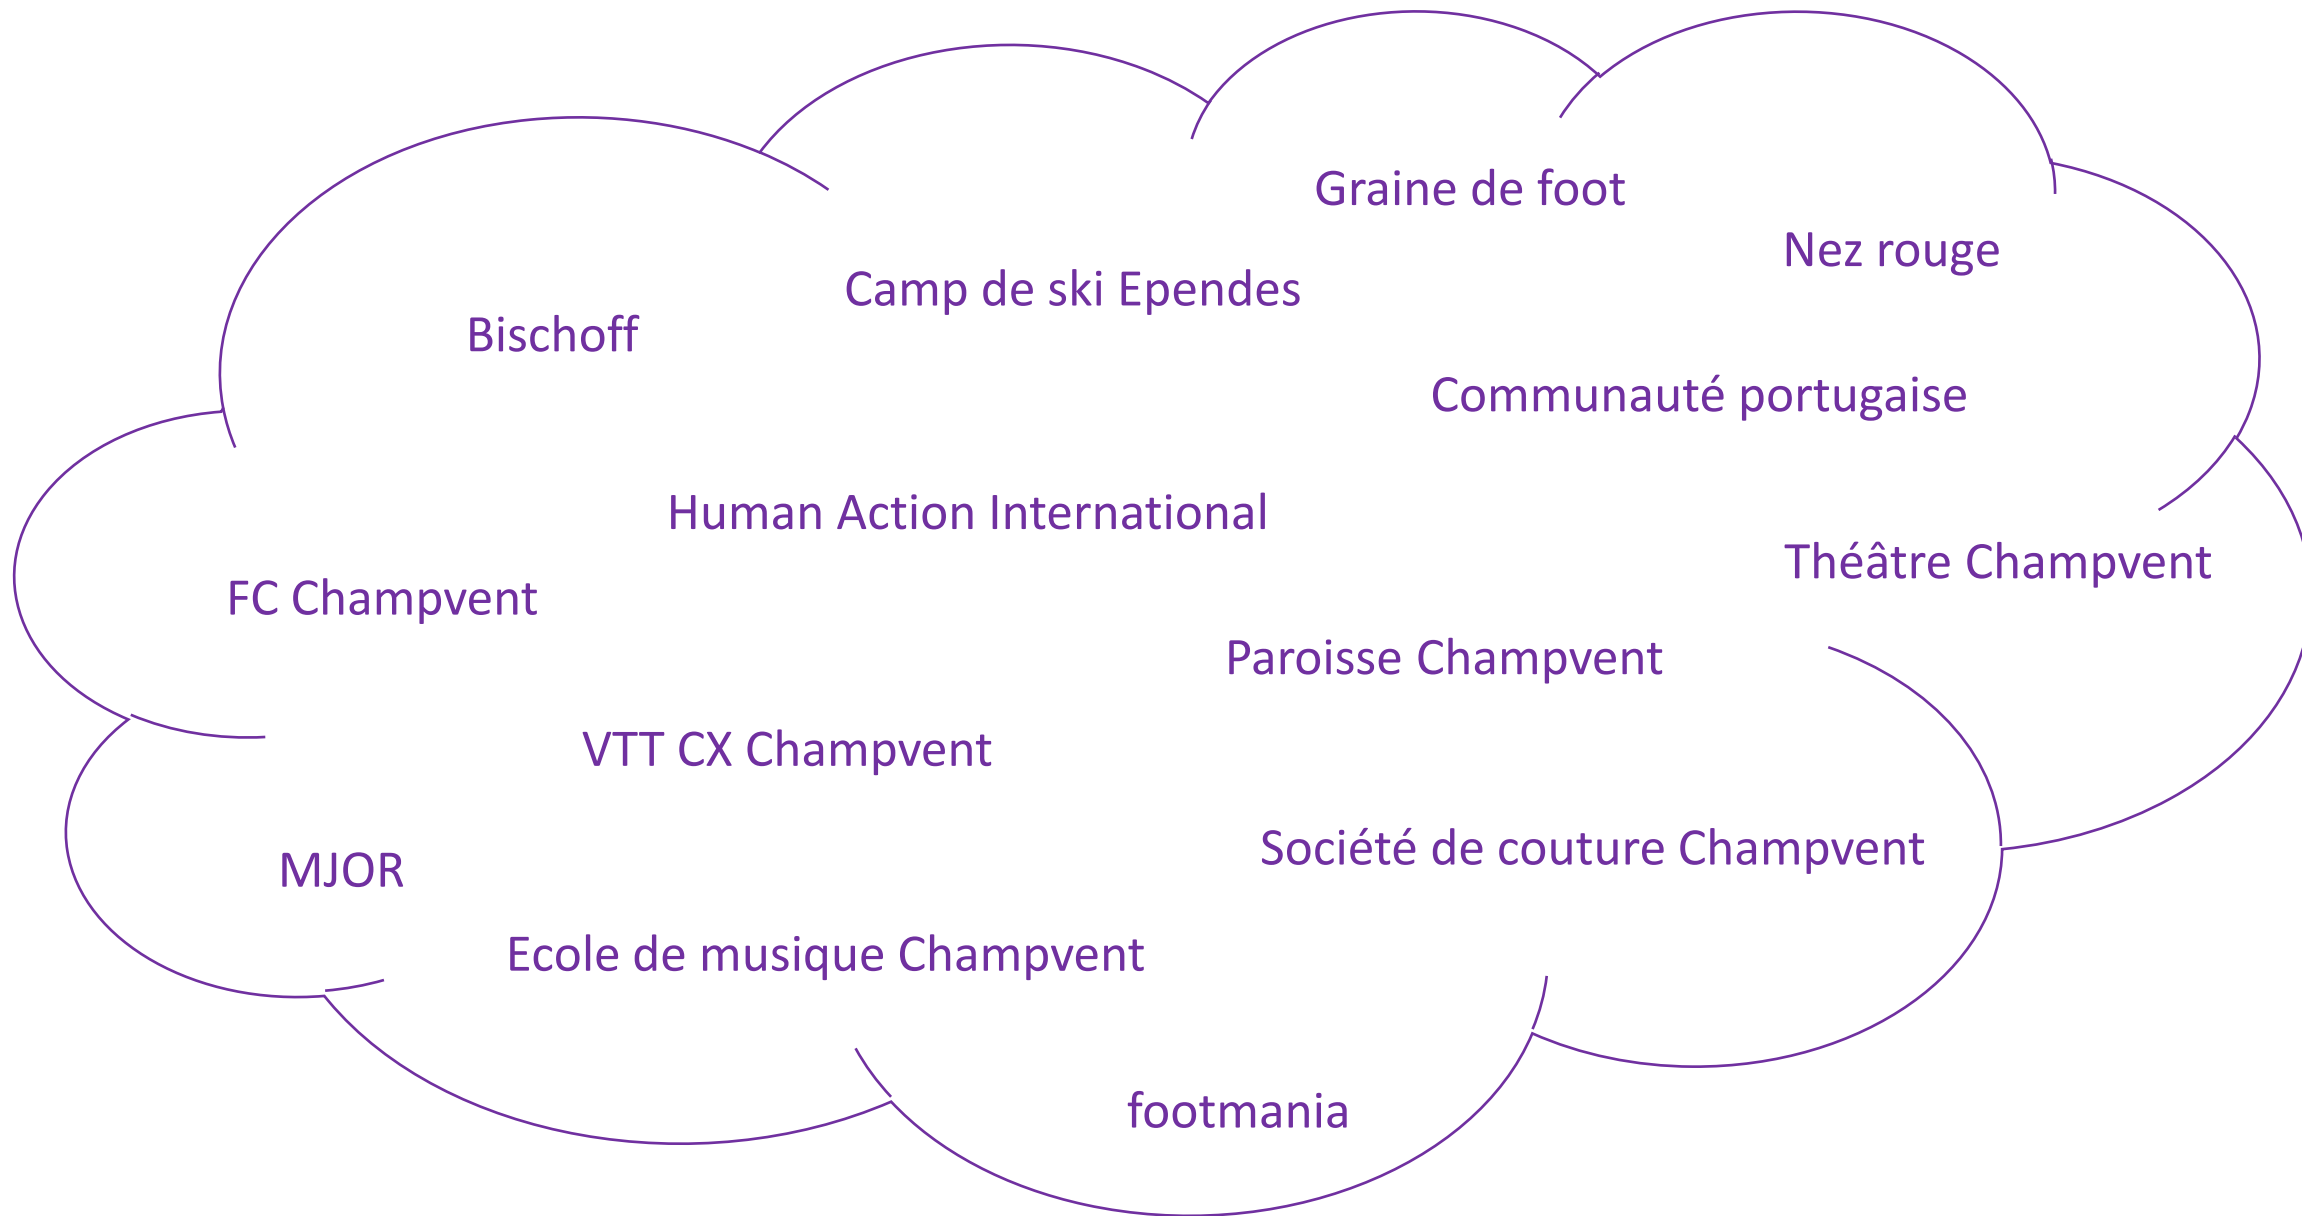 Graine de foot
Nez rouge
Camp de ski Ependes
Bischoff
Communauté portugaise
Human Action International
Théâtre Champvent
FC Champvent
Paroisse Champvent
VTT CX Champvent
Société de couture Champvent
MJOR
Ecole de musique Champvent
footmania